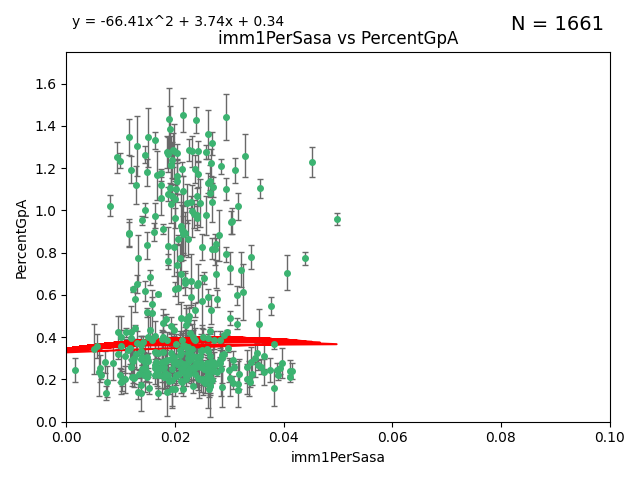 y = -66.41x^2 + 3.74x + 0.34
N = 1661
imm1PerSasa vs PercentGpA
1.6
1.4
1.2
1.0
0.8
0.6
0.4
0.2
0.0
PercentGpA
0.00 0.02 0.04 0.06 0.08 0.10
imm1PerSasa